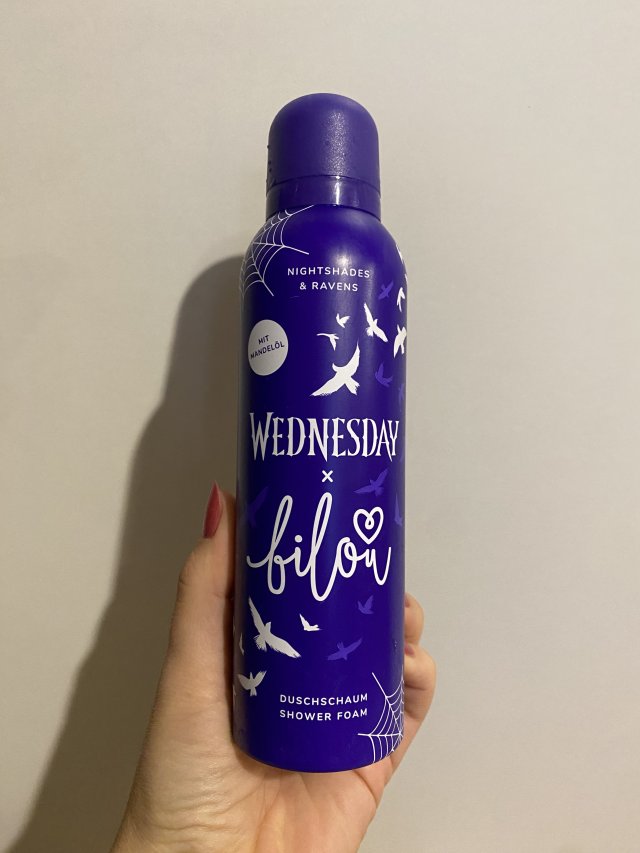 NIGHTSHADES
& RAVENS
MIT
MANDELÖL
WEDNESDAY
x
bilou
DUSCHSCHAUM
SHOWER FOAM